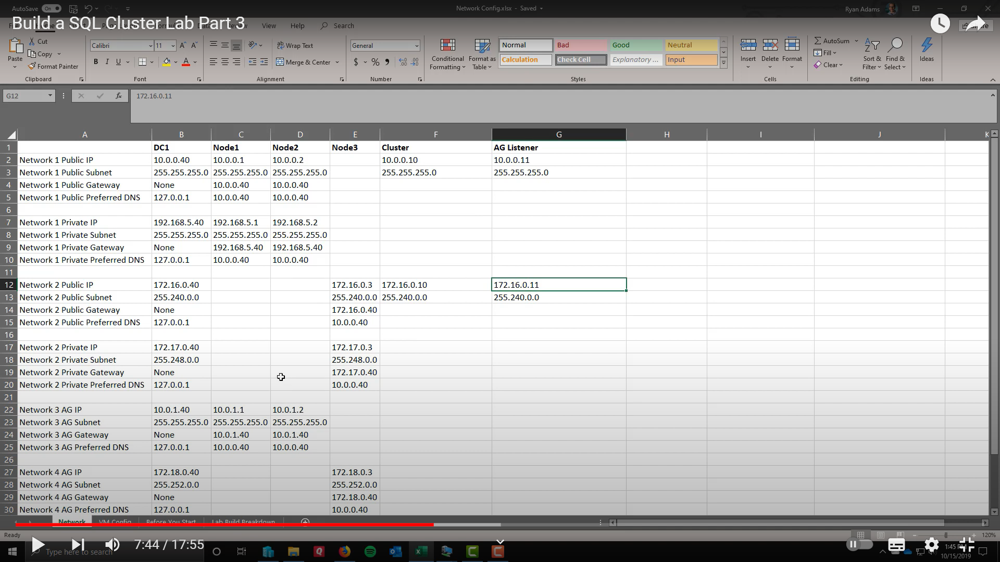 AutoSave On Network Config.xlsx - Saved Ryan Adams
Build a SQL Cluster Lab Part 3
View Help Search
Cut
Copy
Format Painter
Paste
Calibri 11
B I U
Wrap Text
Merge & Center
General
$ % 9
Conditional Formatting
Format as Table
Normal Bad Good Neutral
Calculation Check Cell Explanatory ... Input
Insert Delete Format
AutoSum
Fill
Clear
Sort & Filter
Find & Select
Ideas
Clipboard Font Alignment Number Styles Cells Editing Ideas
G12 fx 172.16.0.11
A B C D E F G H I J K
1 DC1 Node1 Node2 Node3 Cluster AG Listener
2 Network 1 Public IP 10.0.0.40 10.0.0.1 10.0.0.2 10.0.0.10 10.0.0.11
3 Network 1 Public Subnet 255.255.255.0 255.255.255.0 255.255.255.0 255.255.255.0 255.255.255.0
4 Network 1 Public Gateway None 10.0.0.40 10.0.0.40
5 Network 1 Public Preferred DNS 127.0.0.1 10.0.0.40 10.0.0.40
6
7 Network 1 Private IP 192.168.5.40 192.168.5.1 192.168.5.2
8 Network 1 Private Subnet 255.255.255.0 255.255.255.0 255.255.255.0
9 Network 1 Private Gateway None 192.168.5.40 192.168.5.40
10 Network 1 Private Preferred DNS 127.0.0.1 10.0.0.40 10.0.0.40
11
12 Network 2 Public IP 172.16.0.40 172.16.0.3 172.16.0.10 172.16.0.11
13 Network 2 Public Subnet 255.240.0.0 255.240.0.0 255.240.0.0 255.240.0.0
14 Network 2 Public Gateway None 172.16.0.40
15 Network 2 Public Preferred DNS 127.0.0.1 10.0.0.40
16
17 Network 2 Private IP 172.17.0.40 172.17.0.3
18 Network 2 Private Subnet 255.248.0.0 255.248.0.0
19 Network 2 Private Gateway None 172.17.0.40
20 Network 2 Private Preferred DNS 127.0.0.1 10.0.0.40
21
22 Network 3 AG IP 10.0.1.40 10.0.1.1 10.0.1.2
23 Network 3 AG Subnet 255.255.255.0 255.255.255.0 255.255.255.0
24 Network 3 AG Gateway None 10.0.1.40 10.0.1.40
25 Network 3 AG Preferred DNS 127.0.0.1 10.0.0.40 10.0.0.40
26
27 Network 4 AG IP 172.18.0.40 172.18.0.3
28 Network 4 AG Subnet 255.252.0.0 255.252.0.0
29 Network 4 AG Gateway None 172.18.0.40
30 Network 4 AG Preferred DNS 127.0.0.1 10.0.0.40
Network VM Config Before You Start Lab Build Breakdown
Ready 120%
7:44 / 17:55
Type here to search
1:45 PM
10/15/2019